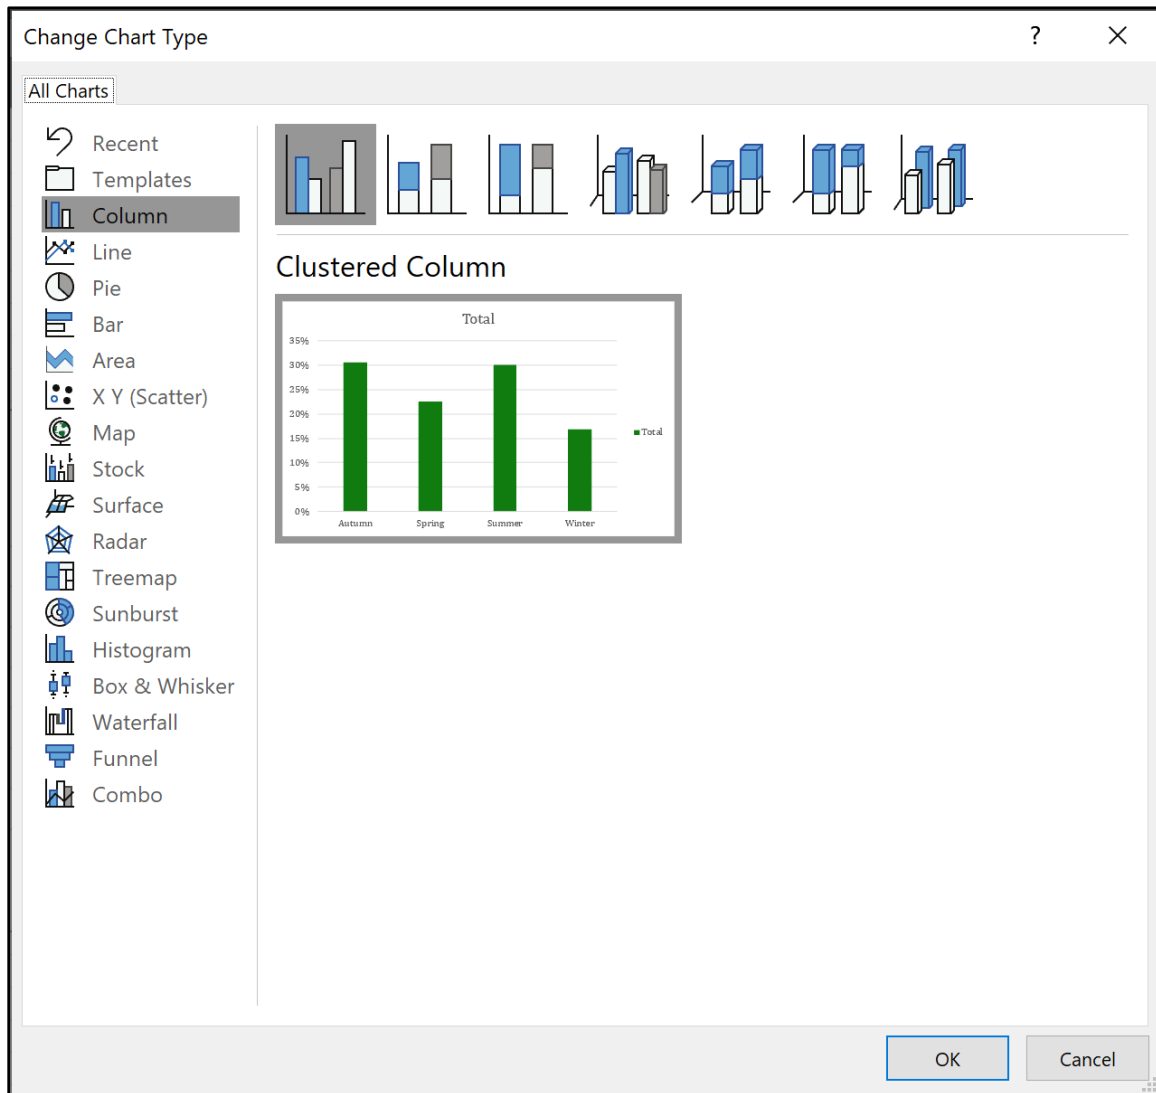 Change Chart Type
?
All Charts
Recent
Templates
Column
Line
Pie
Bar
Area
X Y (Scatter)
Map
Stock
Surface
Radar
Treemap
Sunburst
Histogram
Box & Whisker
Waterfall
Funnel
Combo
Clustered Column
Total
35%
30%
25%
20%
15%
10%
5%
0%
Autumn Spring Summer Winter
Total
OK Cancel